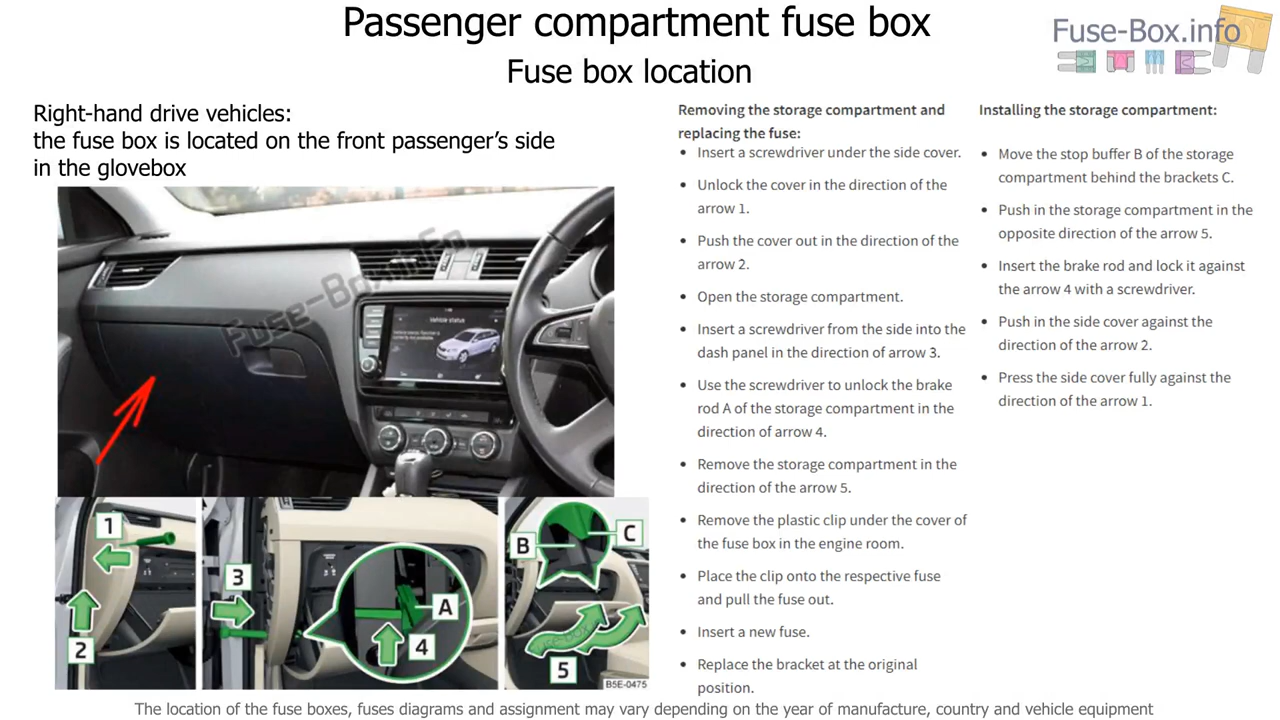 Passenger compartment fuse box
Fuse box location
Fuse-Box.info
Right-hand drive vehicles:
the fuse box is located on the front passenger’s side
in the glovebox
Fuse-Box.inFo
Vehicle status
1
2
3
A
4
B
C
5
fuse-box
B5E-0475
Removing the storage compartment and
replacing the fuse:
• Insert a screwdriver under the side cover.
• Unlock the cover in the direction of the
arrow 1.
• Push the cover out in the direction of the
arrow 2.
• Open the storage compartment.
• Insert a screwdriver from the side into the
dash panel in the direction of arrow 3.
• Use the screwdriver to unlock the brake
rod A of the storage compartment in the
direction of arrow 4.
• Remove the storage compartment in the
direction of the arrow 5.
• Remove the plastic clip under the cover of
the fuse box in the engine room.
• Place the clip onto the respective fuse
and pull the fuse out.
• Insert a new fuse.
• Replace the bracket at the original
position.
Installing the storage compartment:
• Move the stop buffer B of the storage
compartment behind the brackets C.
• Push in the storage compartment in the
opposite direction of the arrow 5.
• Insert the brake rod and lock it against
the arrow 4 with a screwdriver.
• Push in the side cover against the
direction of the arrow 2.
• Press the side cover fully against the
direction of the arrow 1.
The location of the fuse boxes, fuses diagrams and assignment may vary depending on the year of manufacture, country and vehicle equipment